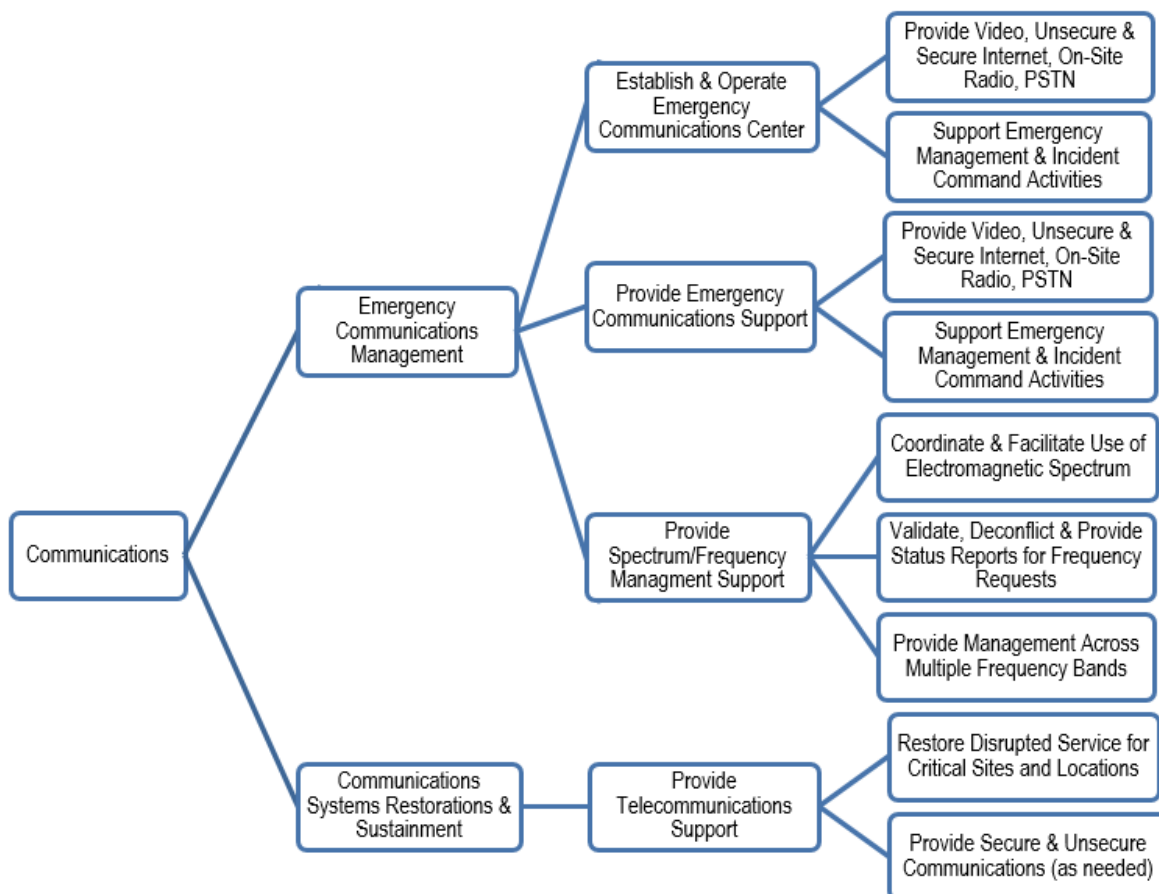 Communications
Emergency
Communications
Management
Communications
Systems Restorations &
Sustainment
Establish & Operate
Emergency
Communications Center
Provide Emergency
Communications Support
Provide
Spectrum/Frequency
Managment Support
Provide
Telecommunications
Support
Provide Video, Unsecure &
Secure Internet, On-Site
Radio, PSTN
Support Emergency
Management & Incident
Command Activities
Provide Video, Unsecure &
Secure Internet, On-Site
Radio, PSTN
Support Emergency
Management & Incident
Command Activities
Coordinate & Facilitate Use of
Electromagnetic Spectrum
Validate, Deconflict & Provide
Status Reports for Frequency
Requests
Provide Management Across
Multiple Frequency Bands
Restore Disrupted Service for
Critical Sites and Locations
Provide Secure & Unsecure
Communications (as needed)